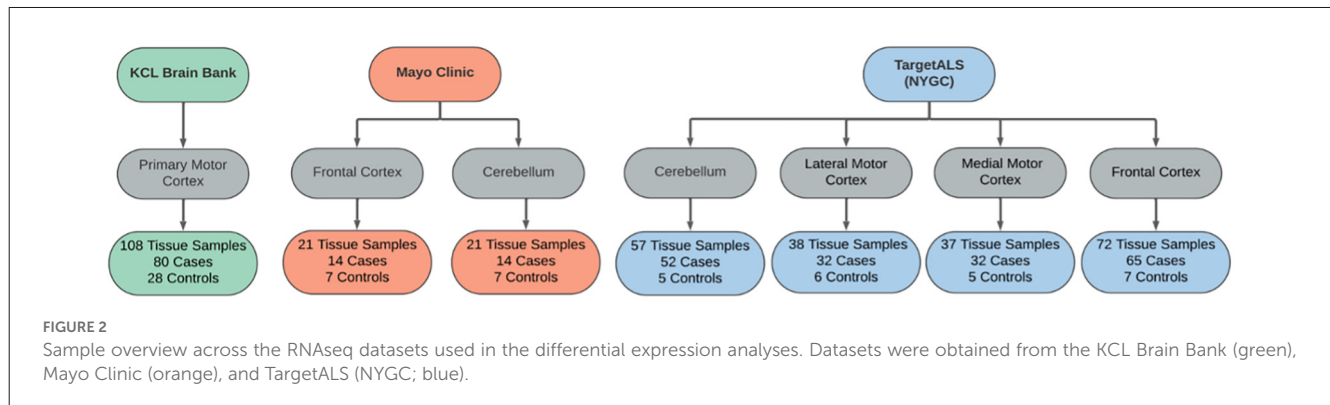 KCL Brain Bank
Mayo Clinic
TargetALS
(NYGC)
Primary Motor
Cortex
Frontal Cortex
Cerebellum
Cerebellum
Lateral Motor
Cortex
Medial Motor
Cortex
Frontal Cortex
108 Tissue Samples
80 Cases
28 Controls
21 Tissue Samples
14 Cases
7 Controls
21 Tissue Samples
14 Cases
7 Controls
57 Tissue Samples
52 Cases
5 Controls
38 Tissue Samples
32 Cases
6 Controls
37 Tissue Samples
32 Cases
5 Controls
72 Tissue Samples
65 Cases
7 Controls
FIGURE 2
Sample overview across the RNAseq datasets used in the differential expression analyses. Datasets were obtained from the KCL Brain Bank (green),
Mayo Clinic (orange), and TargetALS (NYGC; blue).